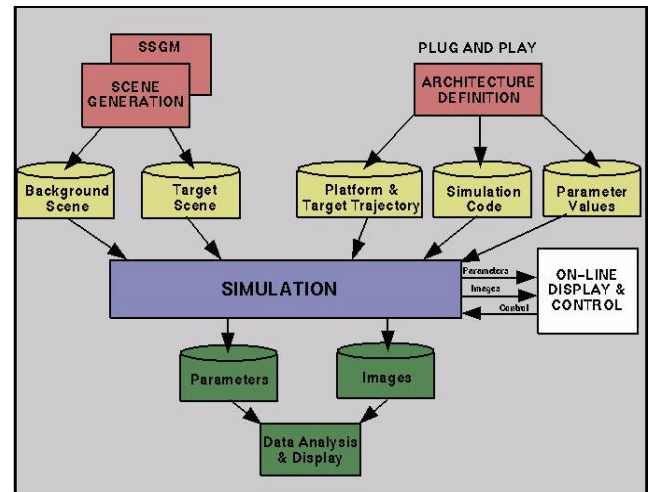 SSGM
SCENE
GENERATION
PLUG AND PLAY
ARCHITECTURE
DEFINITION
Background
Scene
Target
Scene
Platform &
Target Trajectory
Simulation
Code
Parameter
Values
SIMULATION
Parameters
Images
Control
ON-LINE
DISPLAY &
CONTROL
Parameters
Images
Data Analysis
& Display